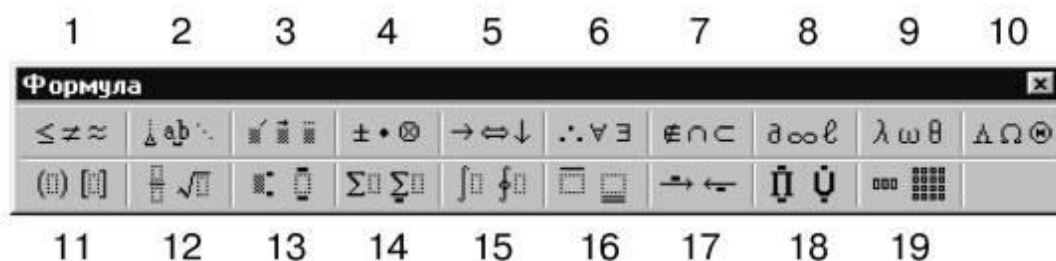 1 2 3 4 5 6 7 8 9 10
Формула
≤ ≠ ≈ a͟b ⋱ ± • ⊗ → ⇔ ↓ ∴ ∀ ∃ ∉ ∩ ⊂ ∂ ∞ ℓ λ ω θ Λ Ω Θ
(▯) [▯] √▯ Σ▯ Σ▯ ∫▯ ∮▯ → ← ∏ ∪
11 12 13 14 15 16 17 18 19